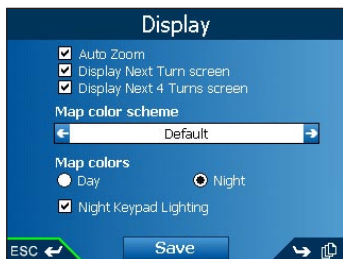 Display
Auto Zoom
Display Next Turn screen
Display Next 4 Turns screen
Map color scheme
Default
Map colors
Day Night
Night Keypad Lighting
ESC Save